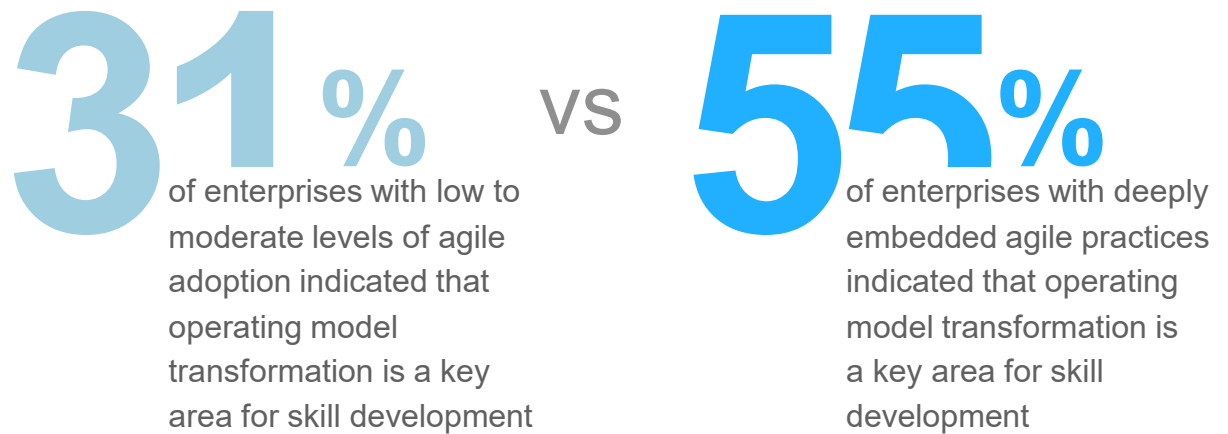 31%
of enterprises with low to
moderate levels of agile
adoption indicated that
operating model
transformation is a key
area for skill development
vs
55%
of enterprises with deeply
embedded agile practices
indicated that operating
model transformation is
a key area for skill
development